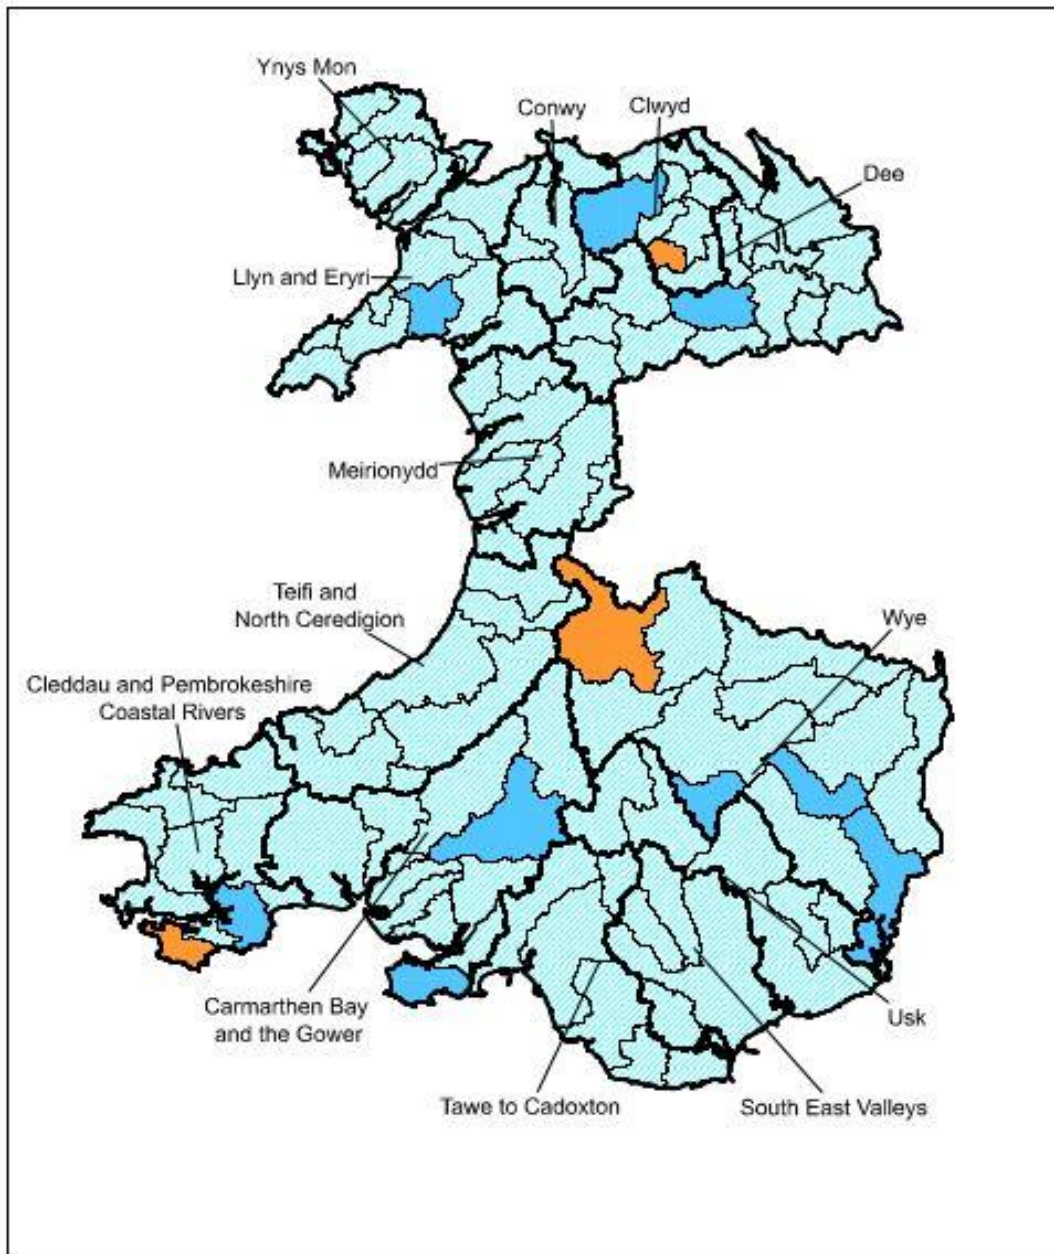 Ynys Mon
Conwy
Clwyd
Dee
Llyn and Eryri
Meirionydd
Teifi and
North Ceredigion
Wye
Cleddau and Pembrokeshire
Coastal Rivers
Carmarthen Bay
and the Gower
Usk
Tawe to Cadoxton
South East Valleys